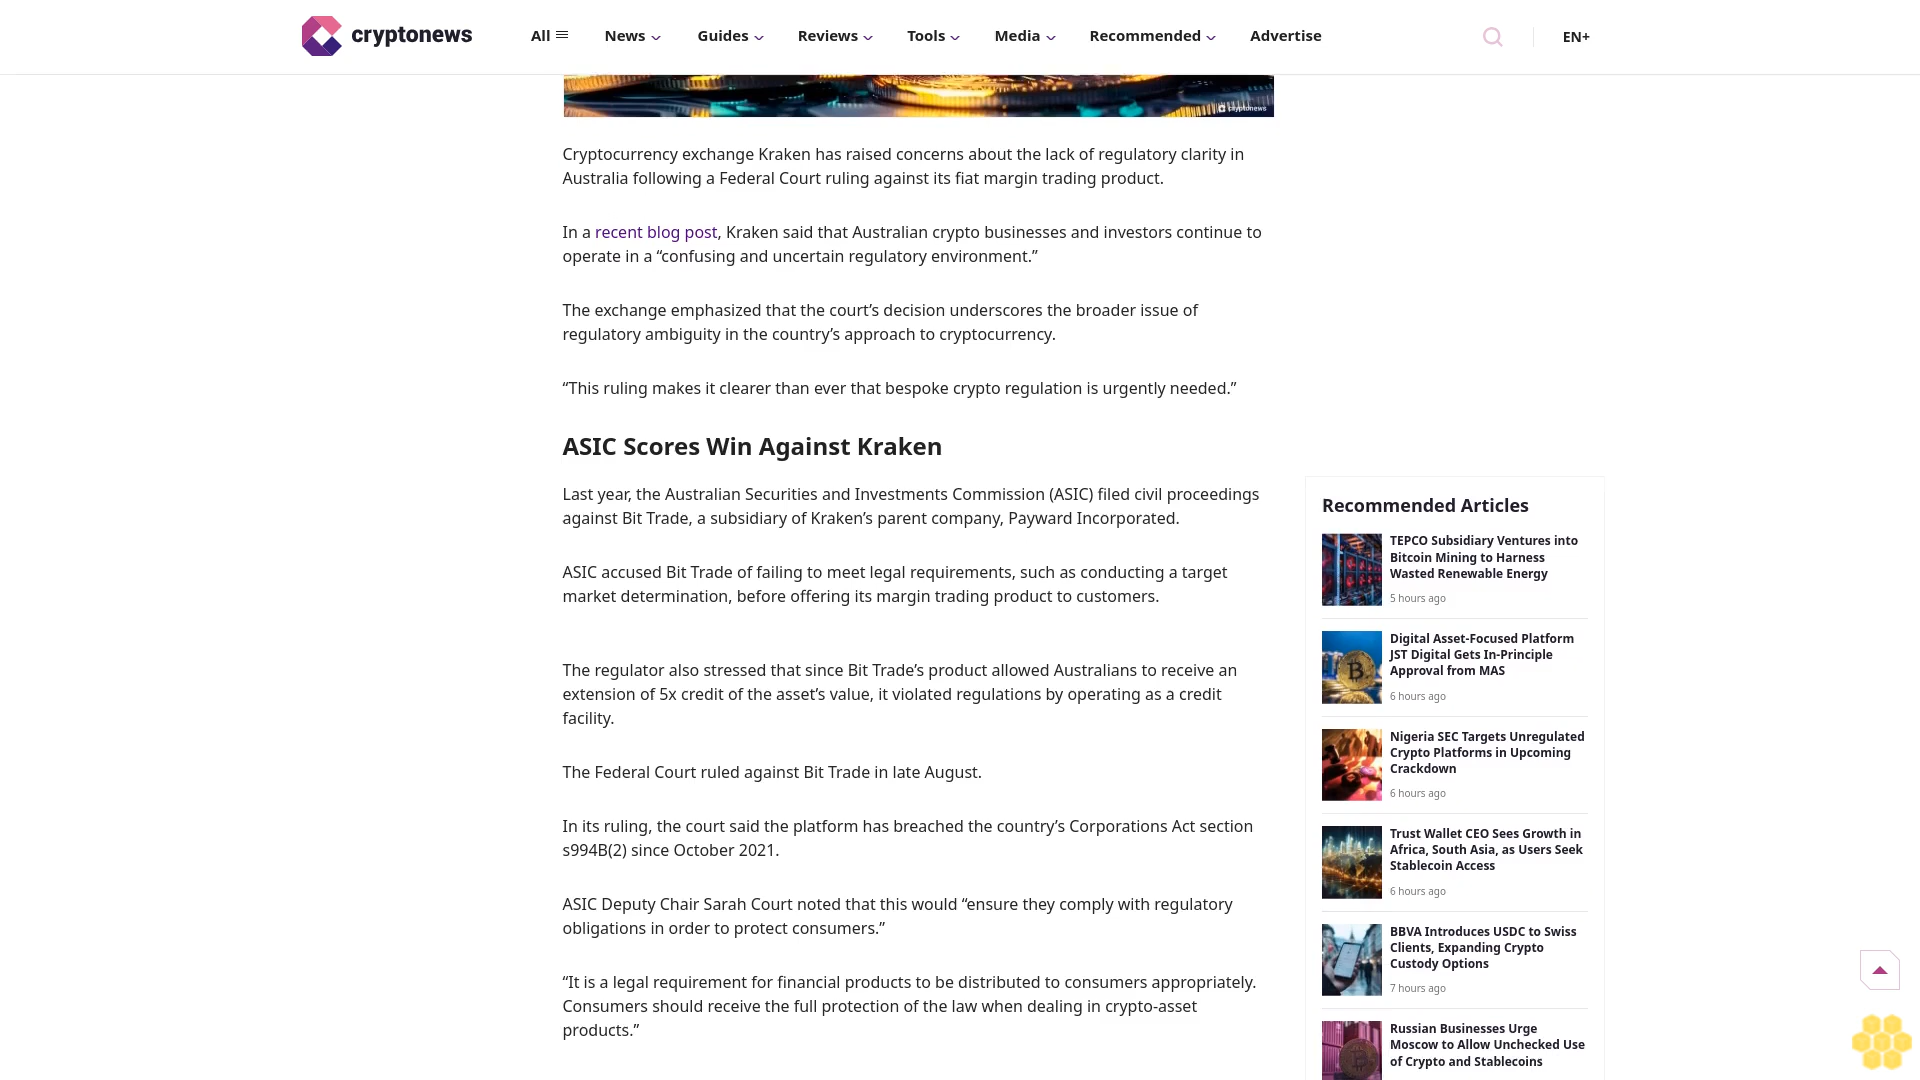 cryptonews
All
News
Guides
Reviews
Tools
Media
Recommended
Advertise
EN+
cryptonews
Cryptocurrency exchange Kraken has raised concerns about the lack of regulatory clarity in
Australia following a Federal Court ruling against its fiat margin trading product.
In a recent blog post, Kraken said that Australian crypto businesses and investors continue to
operate in a “confusing and uncertain regulatory environment.”
The exchange emphasized that the court’s decision underscores the broader issue of
regulatory ambiguity in the country’s approach to cryptocurrency.
“This ruling makes it clearer than ever that bespoke crypto regulation is urgently needed.”
ASIC Scores Win Against Kraken
Last year, the Australian Securities and Investments Commission (ASIC) filed civil proceedings
against Bit Trade, a subsidiary of Kraken’s parent company, Payward Incorporated.
ASIC accused Bit Trade of failing to meet legal requirements, such as conducting a target
market determination, before offering its margin trading product to customers.
The regulator also stressed that since Bit Trade’s product allowed Australians to receive an
extension of 5x credit of the asset’s value, it violated regulations by operating as a credit
facility.
The Federal Court ruled against Bit Trade in late August.
In its ruling, the court said the platform has breached the country’s Corporations Act section
s994B(2) since October 2021.
ASIC Deputy Chair Sarah Court noted that this would “ensure they comply with regulatory
obligations in order to protect consumers.”
“It is a legal requirement for financial products to be distributed to consumers appropriately.
Consumers should receive the full protection of the law when dealing in crypto-asset
products.”
Recommended Articles
TEPCO Subsidiary Ventures into
Bitcoin Mining to Harness
Wasted Renewable Energy
5 hours ago
Digital Asset-Focused Platform
JST Digital Gets In-Principle
Approval from MAS
6 hours ago
Nigeria SEC Targets Unregulated
Crypto Platforms in Upcoming
Crackdown
6 hours ago
Trust Wallet CEO Sees Growth in
Africa, South Asia, as Users Seek
Stablecoin Access
6 hours ago
BBVA Introduces USDC to Swiss
Clients, Expanding Crypto
Custody Options
7 hours ago
Russian Businesses Urge
Moscow to Allow Unchecked Use
of Crypto and Stablecoins